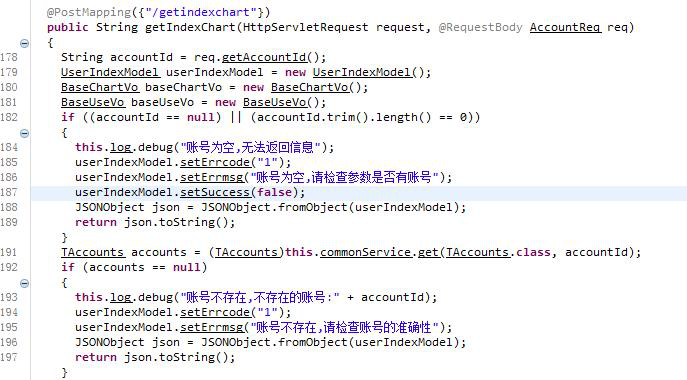 @PostMapping({"/getindexchart"})
public String getIndexChart(HttpServletRequest request, @RequestBody AccountReq req)
{
178 String accountId = req.getAccountId();
179 UserIndexModel userIndexModel = new UserIndexModel();
180 BaseChartVo baseChartVo = new BaseChartVo();
181 BaseUseVo baseUseVo = new BaseUseVo();
182 if ((accountId == null) || (accountId.trim().length() == 0))
{
184 this.log.debug("账号为空,无法返回信息");
185 userIndexModel.setErrcode("1");
186 userIndexModel.setErrmsg("账号为空,请检查参数是否有账号");
187 userIndexModel.setSuccess(false);
188 JSONObject json = JSONObject.fromObject(userIndexModel);
189 return json.toString();
}
191 TAccounts accounts = (TAccounts)this.commonService.get(TAccounts.class, accountId);
192 if (accounts == null)
{
193 this.log.debug("账号不存在,不存在的账号:" + accountId);
194 userIndexModel.setErrcode("1");
195 userIndexModel.setErrmsg("账号不存在,请检查账号的准确性");
196 JSONObject json = JSONObject.fromObject(userIndexModel);
197 return json.toString();
}